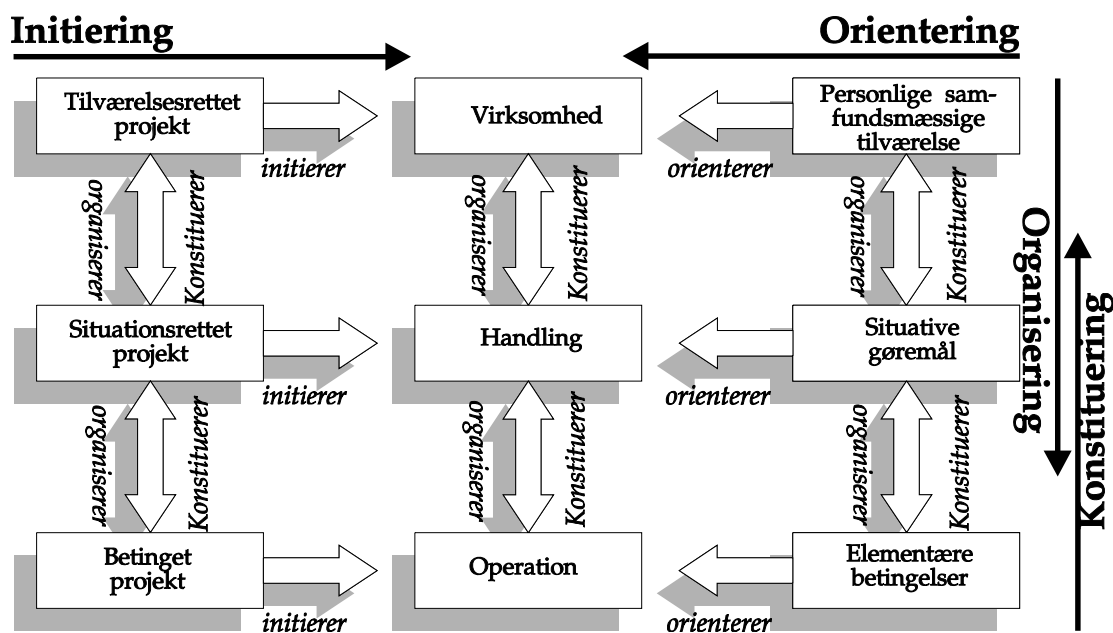 Initiering
Orientering
Tilværelsesrettet
projekt
Virksomhed
Personlige sam-
fundsmæssige
tilværelse
initierer
orienterer
organiserer
Konstituerer
organiserer
Konstituerer
organiserer
Konstituerer
Organisering
Konstituering
Situationsrettet
projekt
Handling
Situative
gøremål
initierer
orienterer
organiserer
Konstituerer
organiserer
Konstituerer
organiserer
Konstituerer
Betinget
projekt
Operation
Elementære
betingelser
initierer
orienterer